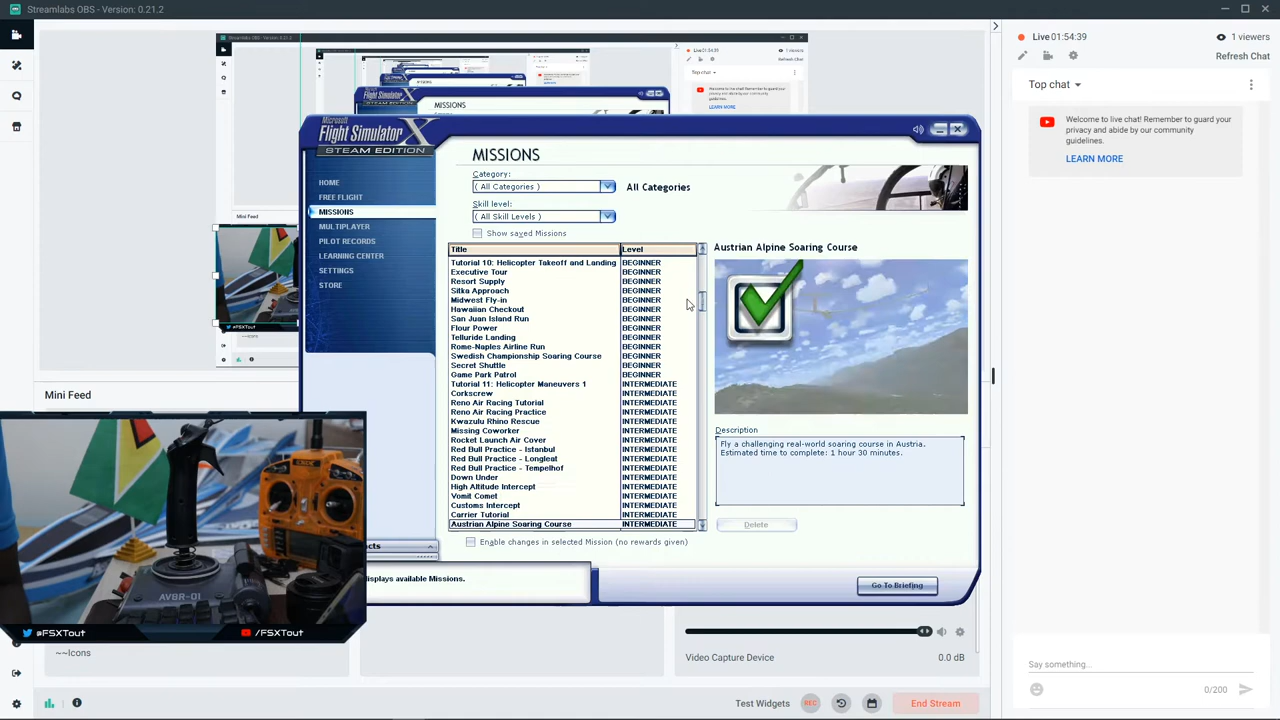 Streamlabs OBS - Version: 0.21.2
Live 01:54:39
1 viewers
Refresh Chat
Top chat
Welcome to live chat! Remember to guard your
privacy and abide by our community
guidelines.
LEARN MORE
MISSIONS
Microsoft
Flight Simulator X
STEAM EDITION
MISSIONS
Category:
( All Categories )
All Categories
Skill level:
( All Skill Levels )
Show saved Missions
HOME
FREE FLIGHT
MISSIONS
MULTIPLAYER
PILOT RECORDS
LEARNING CENTER
SETTINGS
STORE
Title Level
Tutorial 10: Helicopter Takeoff and Landing BEGINNER
Executive Tour BEGINNER
Resort Supply BEGINNER
Sitka Approach BEGINNER
Midwest Fly-in BEGINNER
Hawaiian Checkout BEGINNER
San Juan Island Run BEGINNER
Flour Power BEGINNER
Telluride Landing BEGINNER
Rome-Naples Airline Run BEGINNER
Swedish Championship Soaring Course BEGINNER
Secret Shuttle BEGINNER
Game Park Patrol BEGINNER
Tutorial 11: Helicopter Maneuvers 1 INTERMEDIATE
Corkscrew INTERMEDIATE
Reno Air Racing Tutorial INTERMEDIATE
Reno Air Racing Practice INTERMEDIATE
Kwazulu Rhino Rescue INTERMEDIATE
Missing Coworker INTERMEDIATE
Rocket Launch Air Cover INTERMEDIATE
Red Bull Practice - Istanbul INTERMEDIATE
Red Bull Practice - Longleat INTERMEDIATE
Red Bull Practice - Tempelhof INTERMEDIATE
Down Under INTERMEDIATE
High Altitude Intercept INTERMEDIATE
Vomit Comet INTERMEDIATE
Customs Intercept INTERMEDIATE
Carrier Tutorial INTERMEDIATE
Austrian Alpine Soaring Course INTERMEDIATE
Austrian Alpine Soaring Course
Description
Fly a challenging real-world soaring course in Austria.
Estimated time to complete: 1 hour 30 minutes.
Delete
Enable changes in selected Mission (no rewards given)
displays available Missions.
Go To Briefing
Mini Feed
Mini Feed
@FSXTout
AV8R-01
@FSXTout
/FSXTout
~~Icons
Video Capture Device
0.0 dB
Test Widgets
REC
End Stream
Say something...
0/200